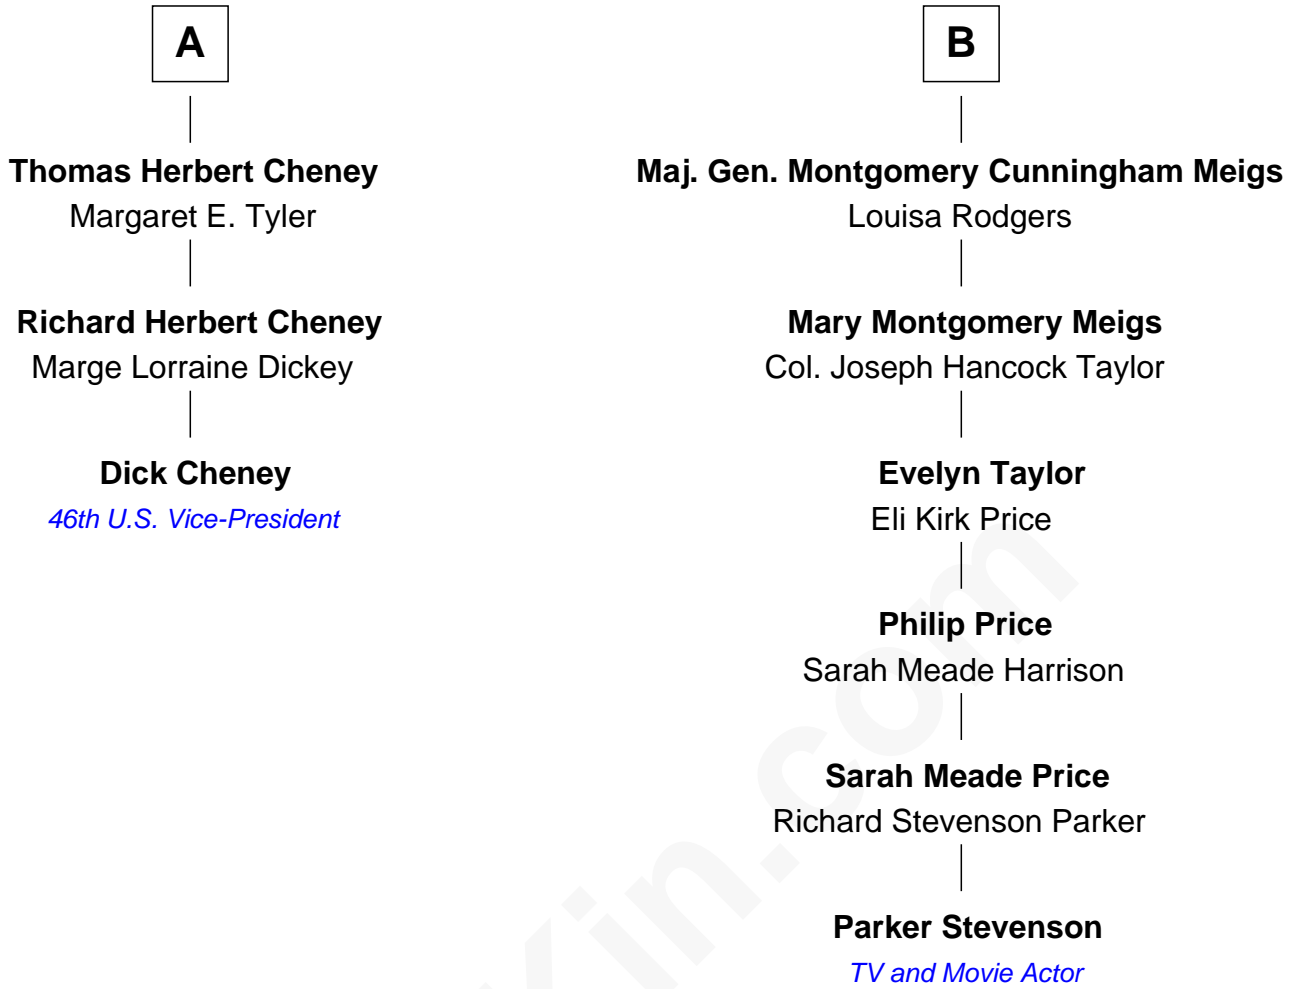 A
Thomas Herbert Cheney
Margaret E. Tyler
Richard Herbert Cheney
Marge Lorraine Dickey
Dick Cheney
46th U.S. Vice-President
B
Maj. Gen. Montgomery Cunningham Meigs
Louisa Rodgers
Mary Montgomery Meigs
Col. Joseph Hancock Taylor
Evelyn Taylor
Eli Kirk Price
Philip Price
Sarah Meade Harrison
Sarah Meade Price
Richard Stevenson Parker
Parker Stevenson
TV and Movie Actor
Kin.com